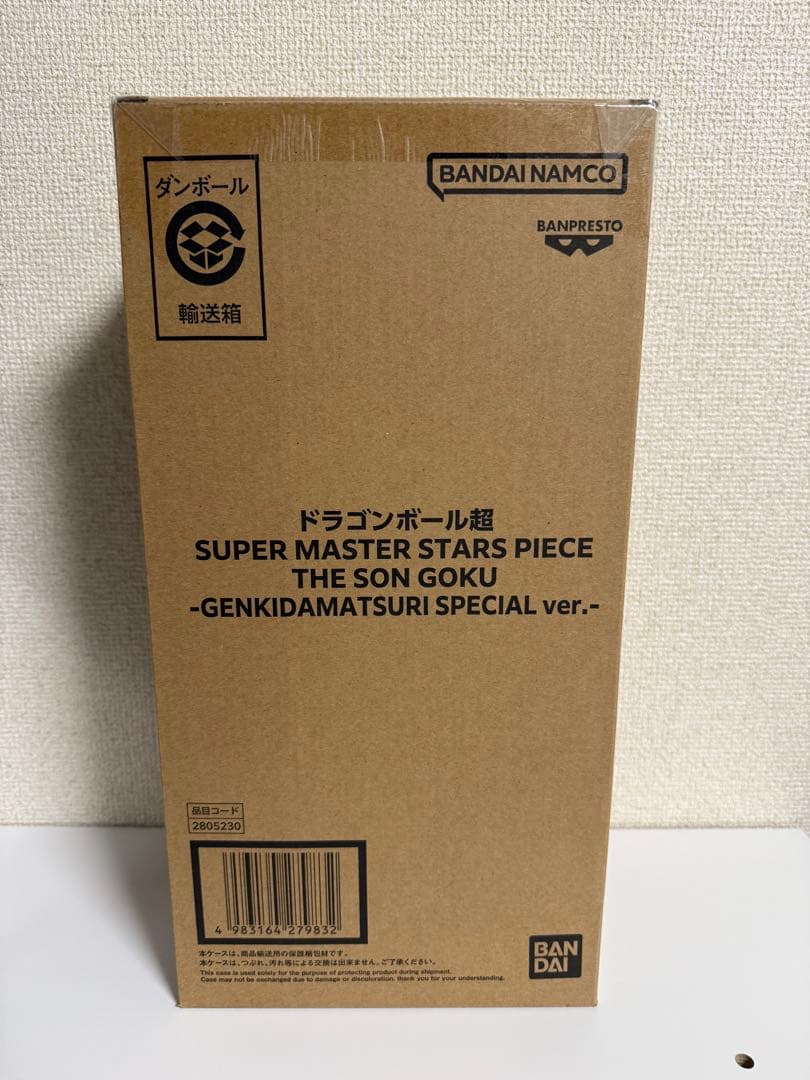 ダンボール
輸送箱
BANDAI NAMCO
BANPRESTO
ドラゴンボール超
SUPER MASTER STARS PIECE
THE SON GOKU
-GENKIDAMATSURI SPECIAL ver.-
品目コード
2805230
4 983164 279832
本ケースは、商品輸送用の保護梱包材です。
本ケースは、つぶれ、汚れ等による交換は出来ません。ご了承ください。
This case is used solely for the purpose of protecting product during shipment.
Case may not be exchanged due to damage or discoloration. thank you for your understanding.
BAN
DAI